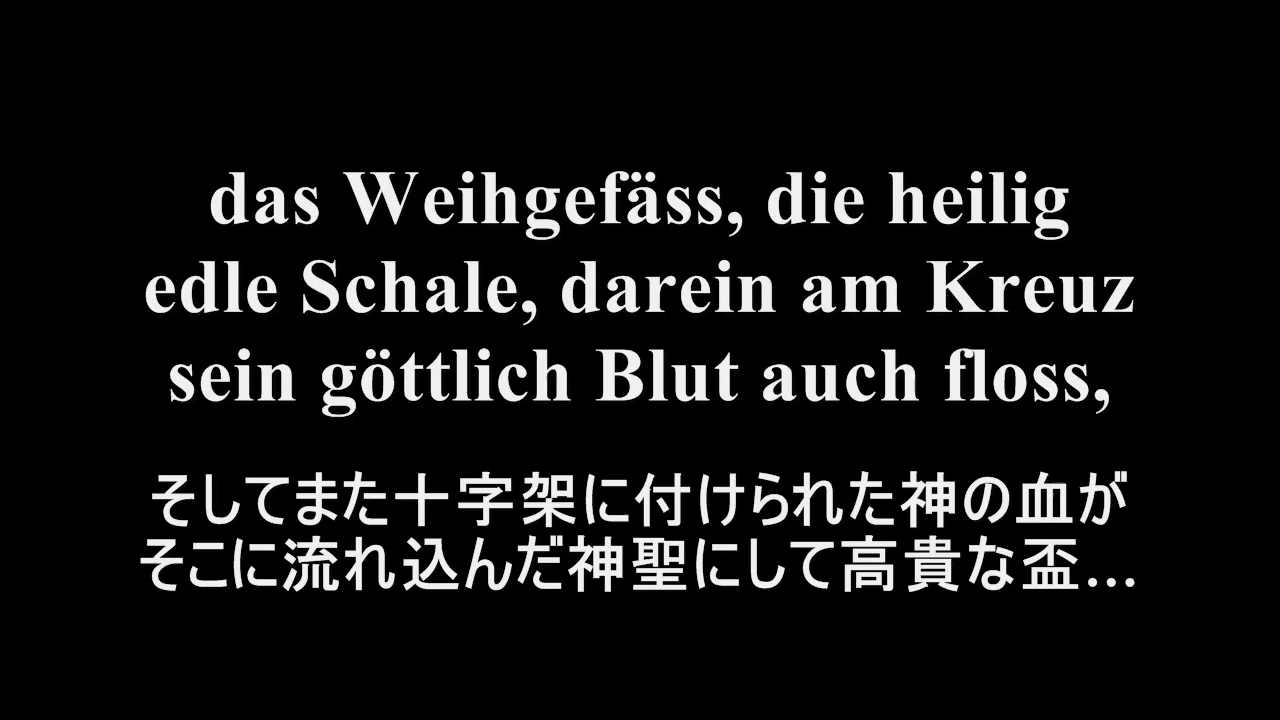 das Weihgefäss, die heilig
edle Schale, darein am Kreuz
sein göttlich Blut auch floss,
そしてまた十字架に付けられた神の血が
そこに流れ込んだ神聖にして高貴な盃...